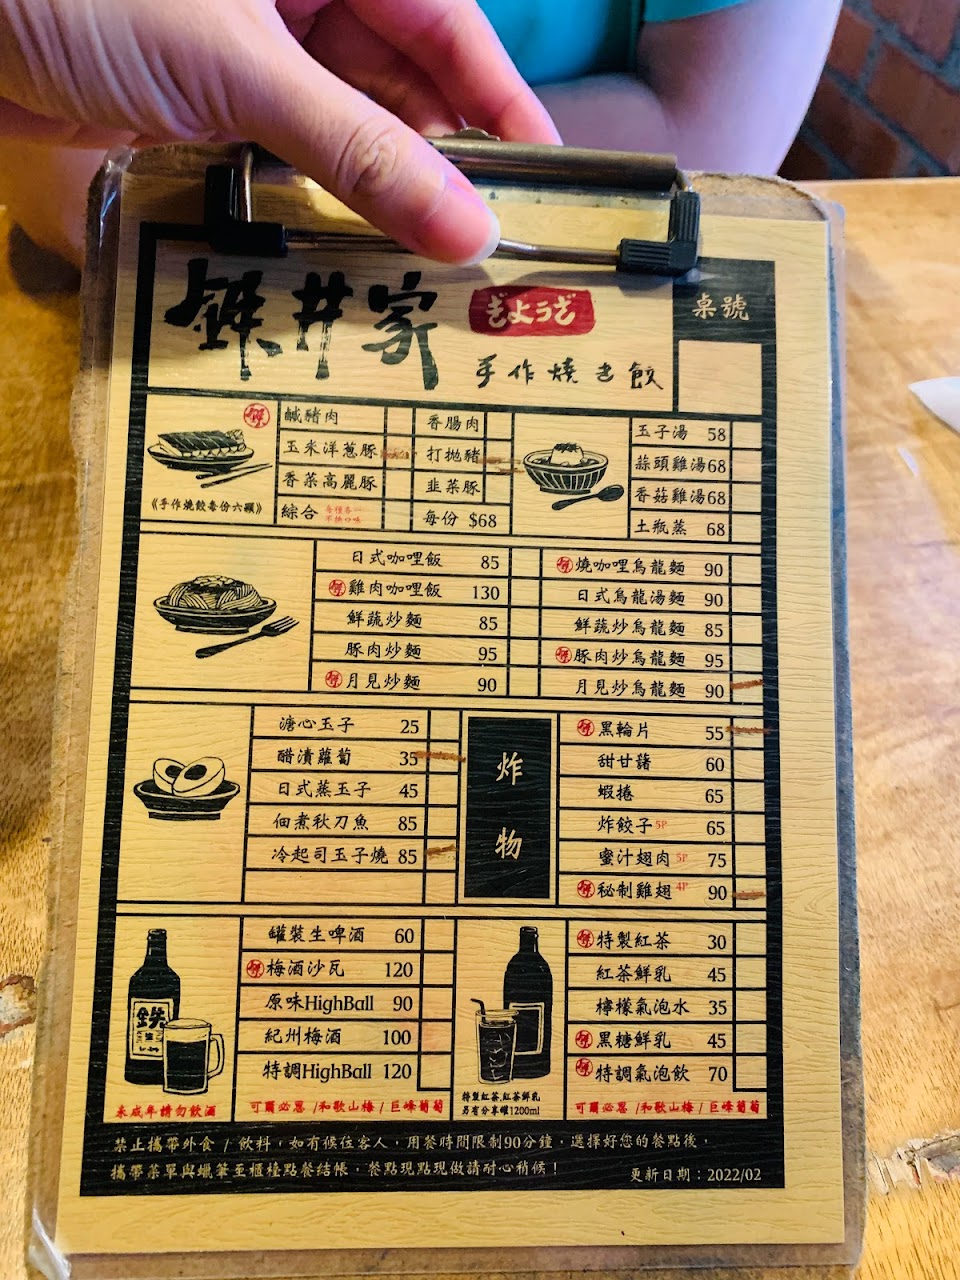 鉄井家
ぎょうざ
手作燒き餃
桌號
鹹豬肉
玉米洋蔥豚
香菜高麗豚
綜合 每種各一 不挑口味
香腸肉
打拋豬
韭菜豚
每份 $68
《手作燒餃每份六顆》
玉子湯 58
蒜頭雞湯 68
香菇雞湯 68
土瓶蒸 68
日式咖哩飯 85
雞肉咖哩飯 130
鮮蔬炒麵 85
豚肉炒麵 95
月見炒麵 90
燒咖哩烏龍麵 90
日式烏龍湯麵 90
鮮蔬炒烏龍麵 85
豚肉炒烏龍麵 95
月見炒烏龍麵 90
溏心玉子 25
醋漬蘿蔔 35
日式蒸玉子 45
佃煮秋刀魚 85
冷起司玉子燒 85
炸物
黑輪片 55
甜甘藷 60
蝦捲 65
炸餃子 5P 65
蜜汁翅肉 5P 75
秘制雞翅 4P 90
罐裝生啤酒 60
梅酒沙瓦 120
原味HighBall 90
紀州梅酒 100
特調HighBall 120
未成年請勿飲酒
可爾必思 /和歌山梅 / 巨峰葡萄
特製紅茶 30
紅茶鮮乳 45
檸檬氣泡水 35
黑糖鮮乳 45
特調氣泡飲 70
特製紅茶.紅茶鮮乳
另有分享罐1200ml
可爾必思 /和歌山梅 / 巨峰葡萄
禁止攜帶外食 / 飲料，如有候位客人，用餐時間限制90分鐘，選擇好您的餐點後，
攜帶菜單與蠟筆至櫃檯點餐結帳，餐點現點現做請耐心稍候！
更新日期：2022/02